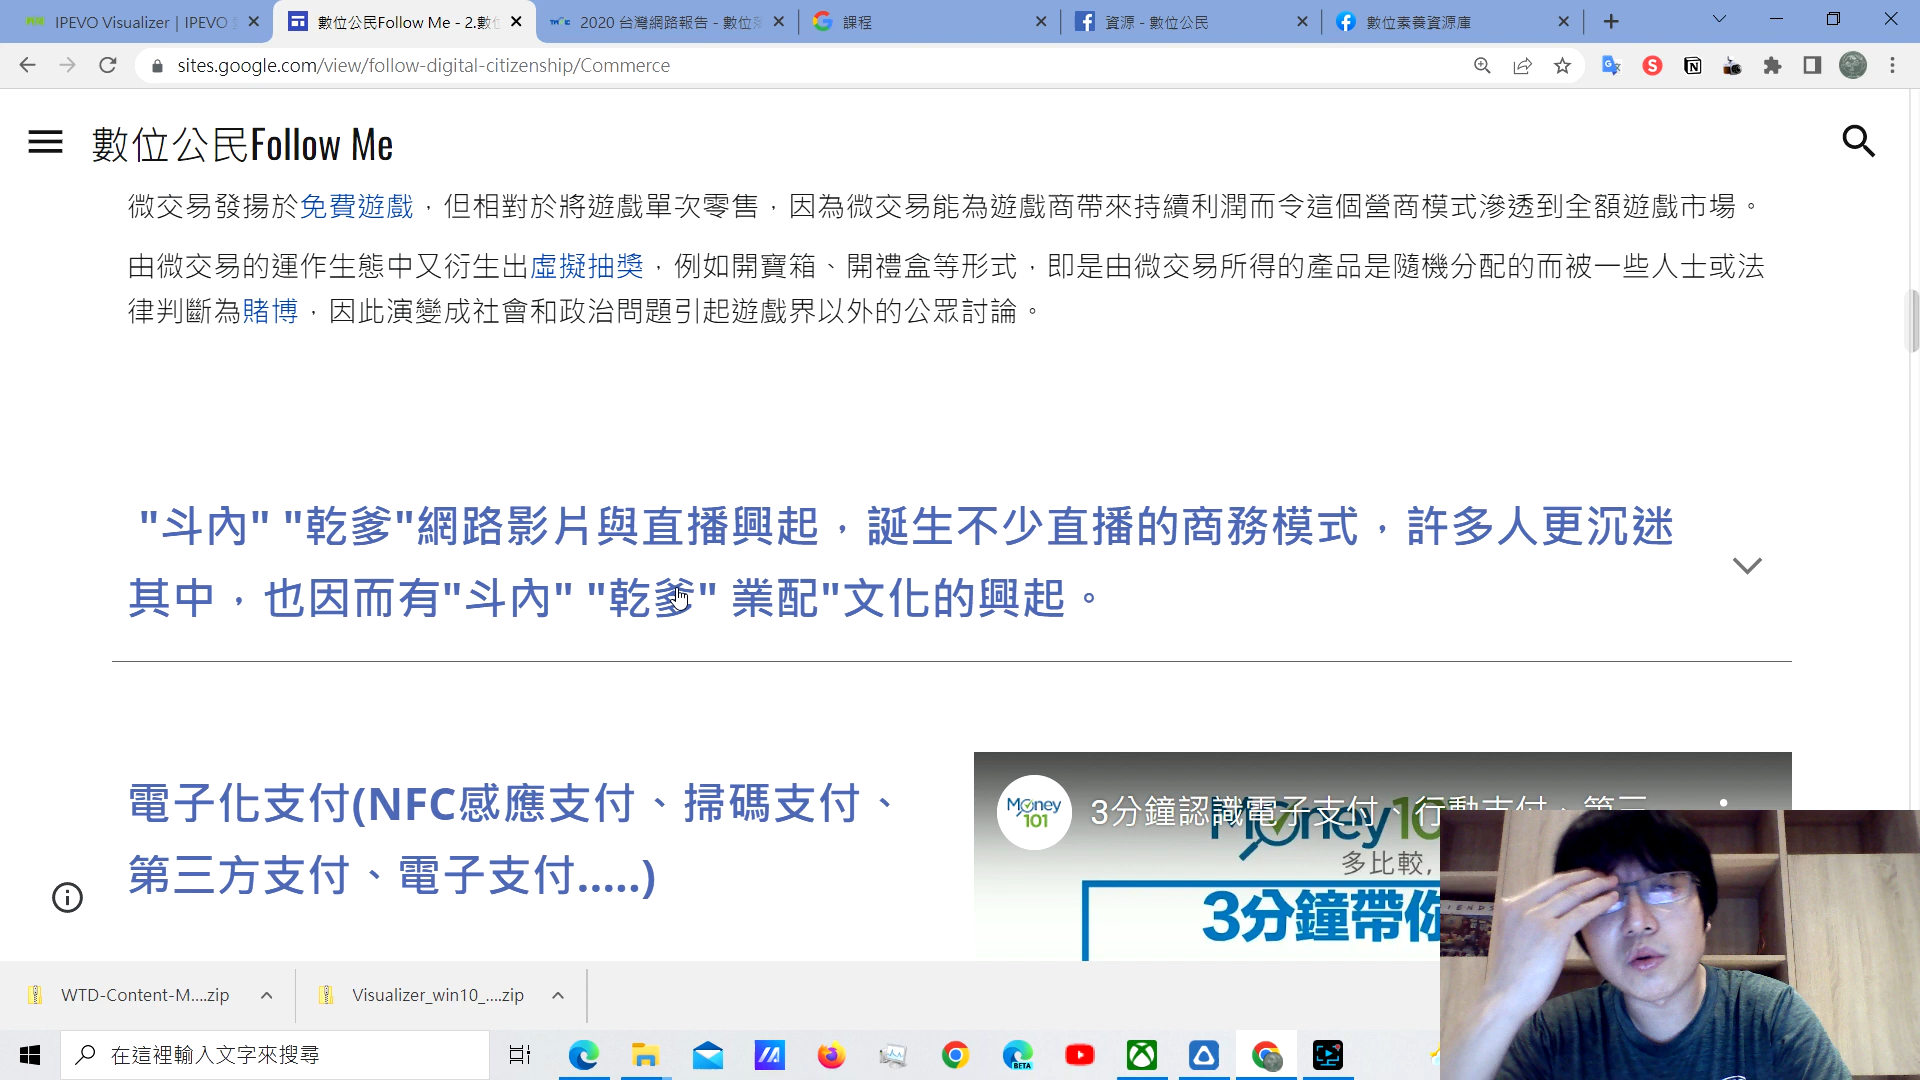 IPEVO Visualizer | IPEVO
數位公民Follow Me - 2.數位
2020 台灣網路報告 - 數位
課程
資源 - 數位公民
數位素養資源庫
sites.google.com/view/follow-digital-citizenship/Commerce
數位公民Follow Me
微交易發揚於免費遊戲，但相對於將遊戲單次零售，因為微交易能為遊戲商帶來持續利潤而令這個營商模式滲透到全額遊戲市場。
由微交易的運作生態中又衍生出虛擬抽獎，例如開寶箱、開禮盒等形式，即是由微交易所得的產品是隨機分配的而被一些人士或法
律判斷為賭博，因此演變成社會和政治問題引起遊戲界以外的公眾討論。
"斗內" "乾爹"網路影片與直播興起，誕生不少直播的商務模式，許多人更沉迷
其中，也因而有"斗內" "乾爹" 業配"文化的興起。
電子化支付(NFC感應支付、掃碼支付、
第三方支付、電子支付.....)
Money
101
3分鐘認識電子支付、行動支付、第三
Money10
多比較,
3分鐘帶你
WTD-Content-M....zip
Visualizer_win10_....zip
在這裡輸入文字來搜尋
BETA